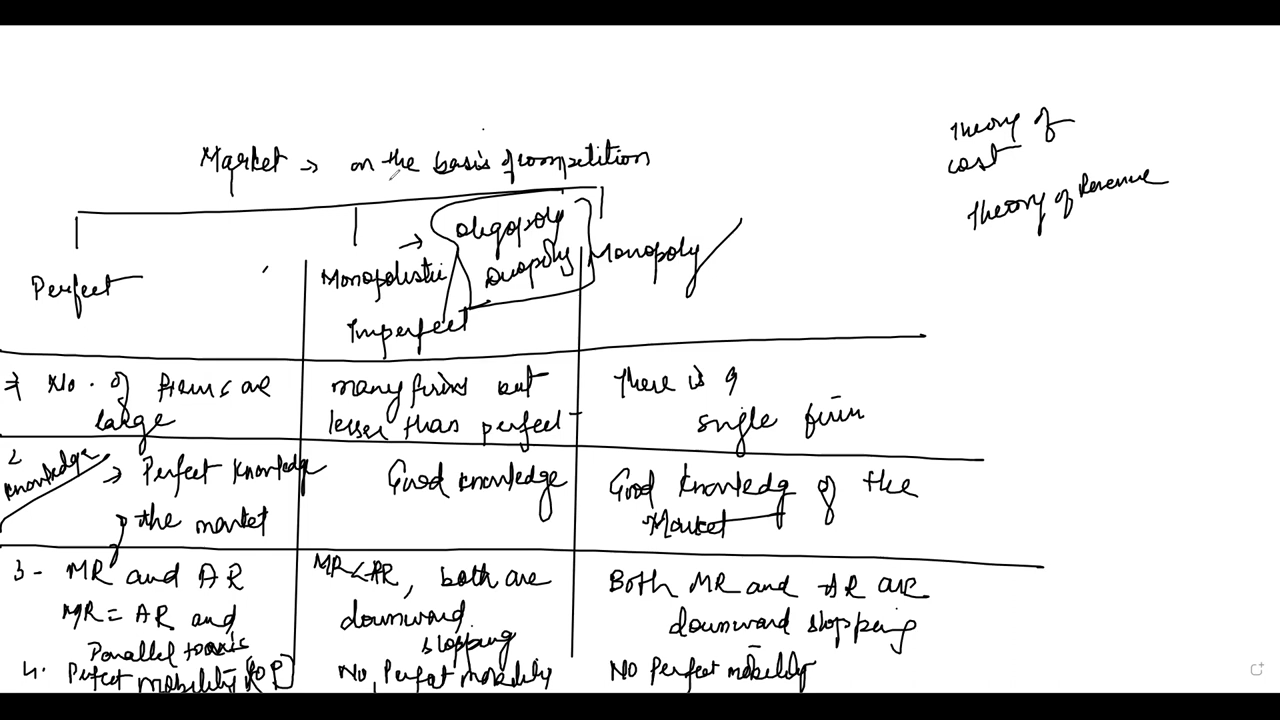 Theory of
cost
Theory of Revenue
Market → on the basis of competition
Perfect
Monopolistic
Imperfect
→ Oligopoly
Duopoly
Monopoly
No. of firms are
large
many firms but
lesser than perfect
There is a
single firm
2
knowledge
→ Perfect knowledge
of the market
Good knowledge
Good knowledg of the
Market
3- MR and AR
MR = AR and
Parallel to axis
MR < AR, both are
downward
slopping
Both MR and AR are
downward slopping
4. Perfect
mobility
No Perfect mobility
No Perfect mobility